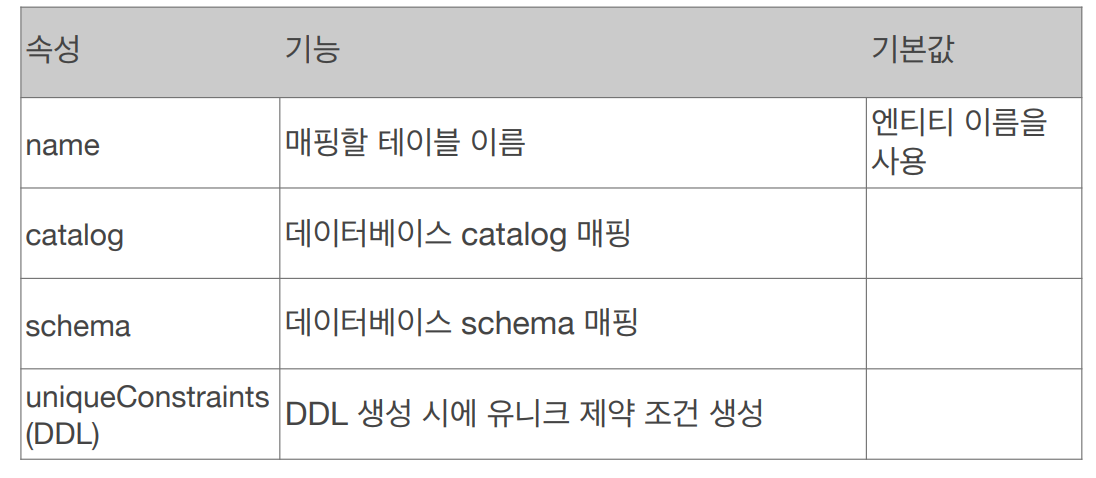 속성 기능 기본값
name 매핑할 테이블 이름 엔티티 이름을
사용
catalog 데이터베이스 catalog 매핑
schema 데이터베이스 schema 매핑
uniqueConstraints
(DDL) DDL 생성 시에 유니크 제약 조건 생성